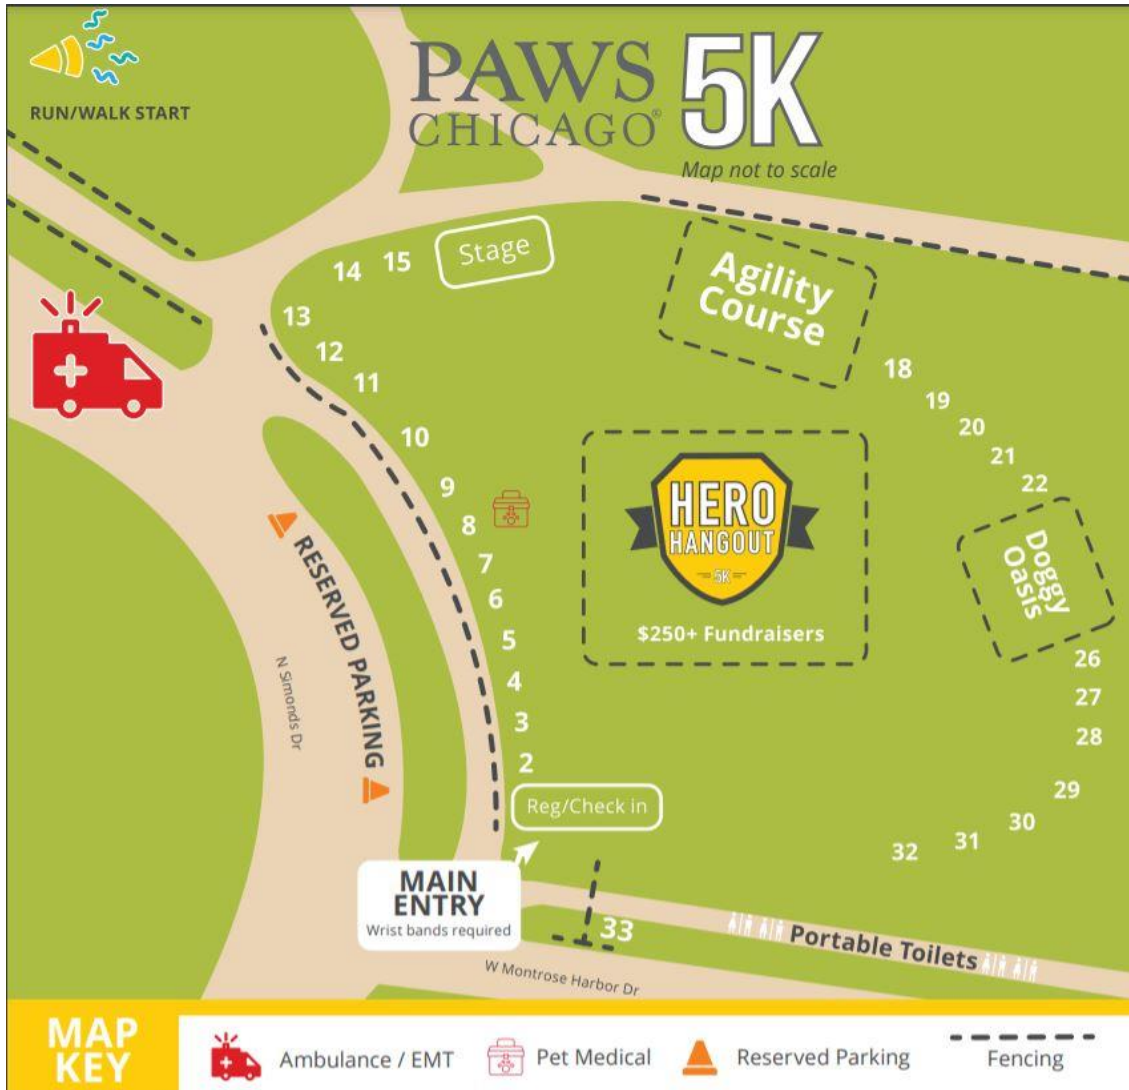 RUN/WALK START
PAWS
CHICAGO®
5K
Map not to scale
Stage
14
15
13
12
11
10
9
8
7
6
5
4
3
2
Agility
Course
18
19
20
21
22
HERO
HANGOUT
5K
$250+ Fundraisers
Doggy
Oasis
26
27
28
29
30
31
32
RESERVED PARKING
N Simonds Dr
Reg/Check in
MAIN
ENTRY
Wrist bands required
33
Portable Toilets
W Montrose Harbor Dr
MAP
KEY
Ambulance / EMT
Pet Medical
Reserved Parking
Fencing